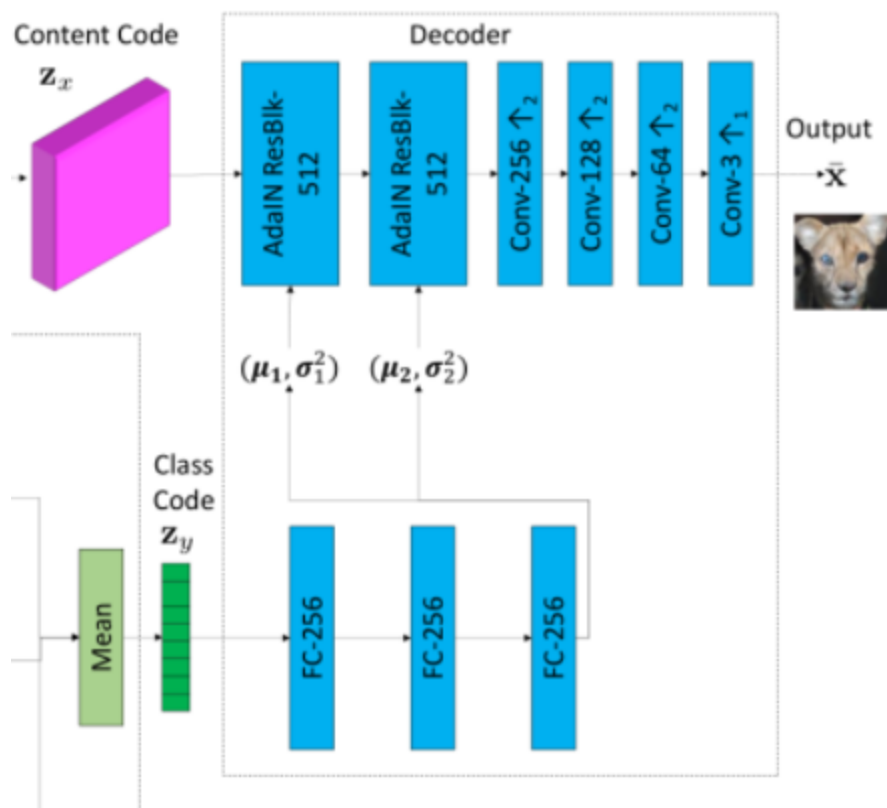 Content Code
𝐳ₓ
Decoder
AdaIN ResBlk-
512
AdaIN ResBlk-
512
Conv-256 ↑₂
Conv-128 ↑₂
Conv-64 ↑₂
Conv-3 ↑₁
Output
x̄
(μ₁, σ₁²)
(μ₂, σ₂²)
Class
Code
𝐳_y
Mean
FC-256
FC-256
FC-256